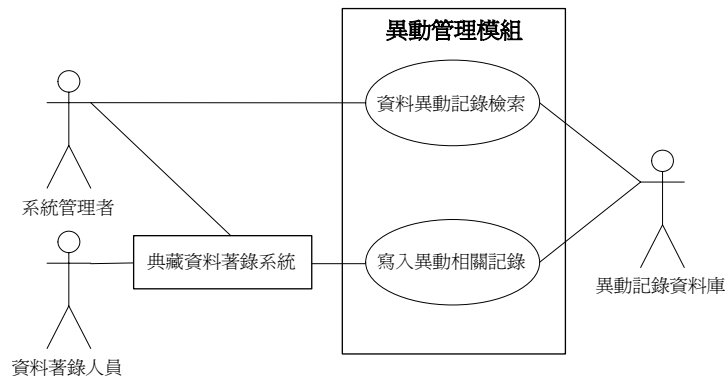 異動管理模組
資料異動記錄檢索
系統管理者
典藏資料著錄系統
寫入異動相關記錄
異動記錄資料庫
資料著錄人員